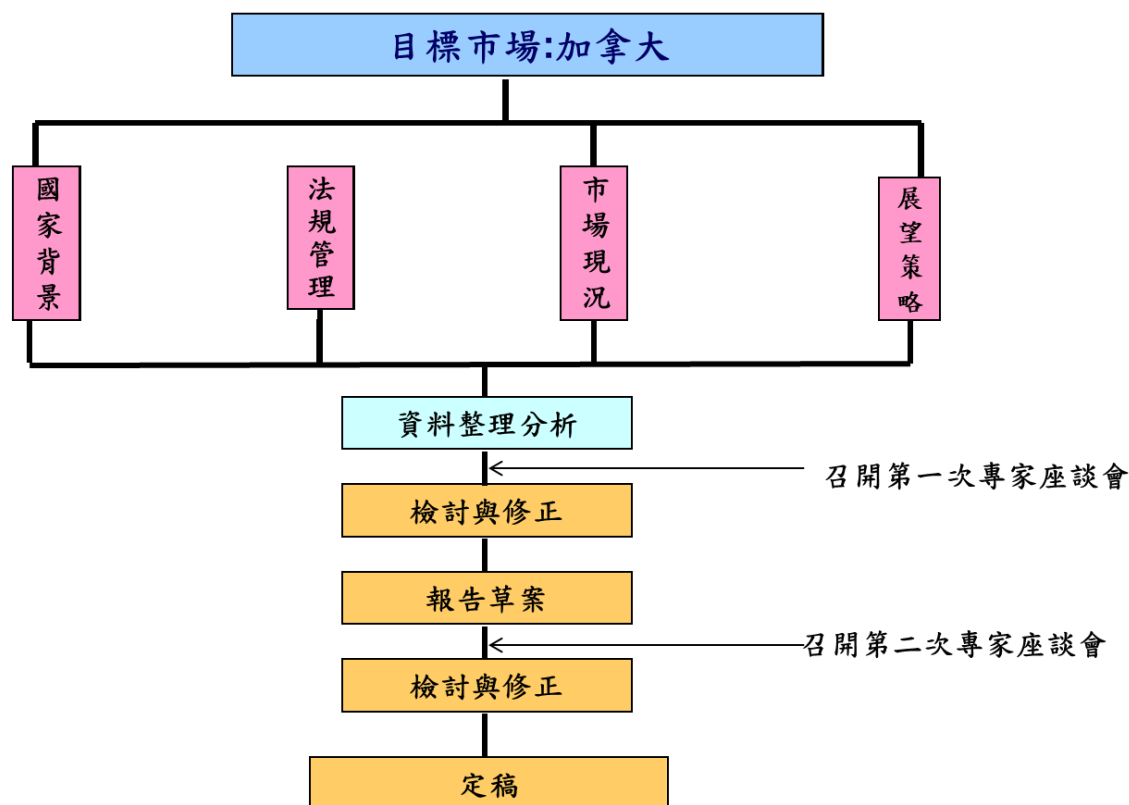 目標市場:加拿大
國家背景
法規管理
市場現況
展望策略
資料整理分析
召開第一次專家座談會
檢討與修正
報告草案
召開第二次專家座談會
檢討與修正
定稿